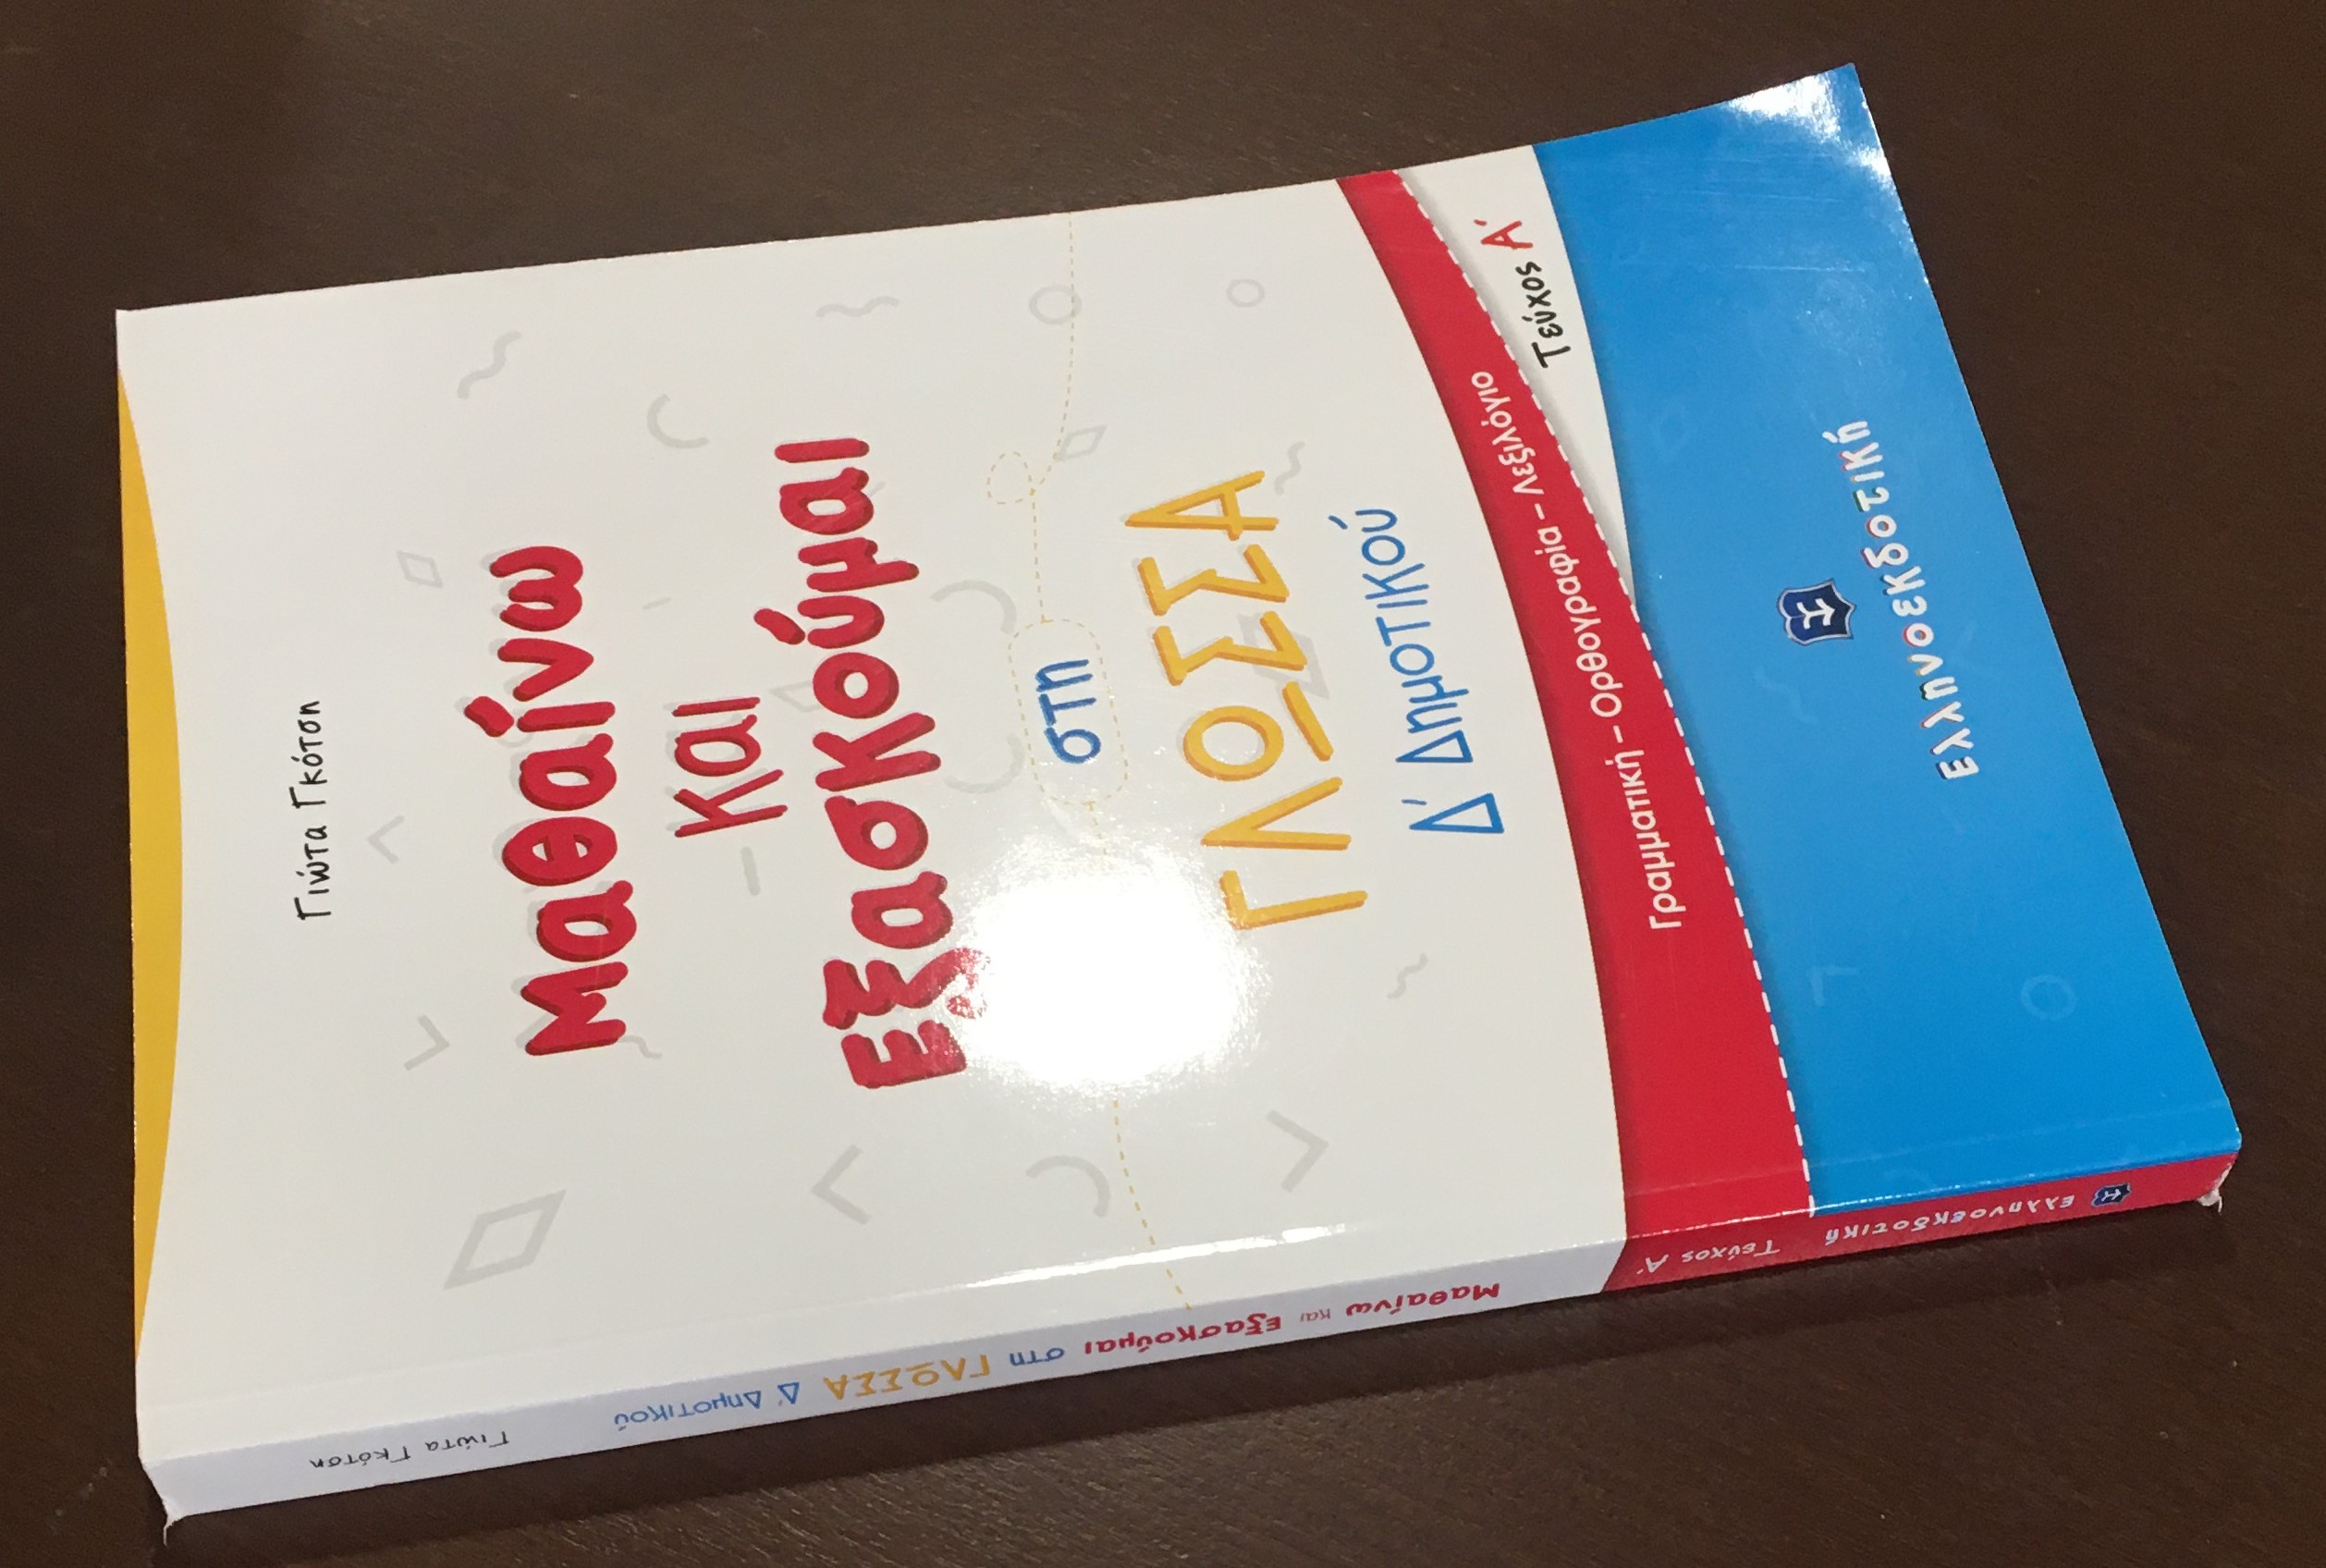 Γιώτα Γκότση
Μαθαίνω
και
Εξασκούμαι
στη
ΓΛΩΣΣΑ
Δ΄ Δημοτικού
Γραμματική – Ορθογραφία – Λεξιλόγιο
Τεύχος Α΄
Ελληνοεκδοτική
Γιώτα Γκότση Μαθαίνω και Εξασκούμαι στη ΓΛΩΣΣΑ Δ΄ Δημοτικού Τεύχος Α΄ Ελληνοεκδοτική